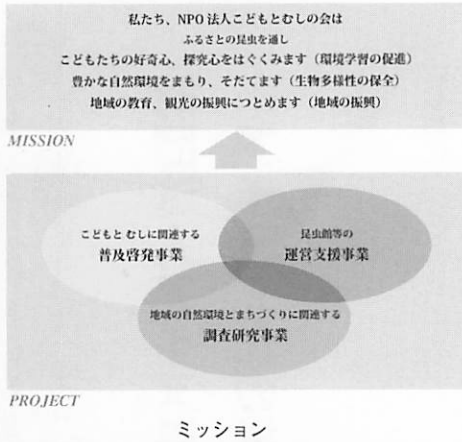 私たち、NPO法人こどもとむしの会は
ふるさとの昆虫を通し
こどもたちの好奇心、探究心をはぐくみます（環境学習の促進）
豊かな自然環境をまもり、そだてます（生物多様性の保全）
地域の教育、観光の振興につとめます（地域の振興）
MISSION
こどもとむしに関連する
普及啓発事業
昆虫館等の
運営支援事業
地域の自然環境とまちづくりに関連する
調査研究事業
PROJECT
ミッション